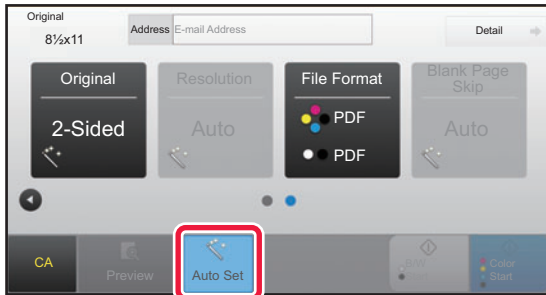 Original
8½x11
Address E-mail Address
Detail
Original
2-Sided
Resolution
Auto
File Format
PDF
PDF
Blank Page
Skip
Auto
CA
Preview
Auto Set
B/W
Start
Color
Start